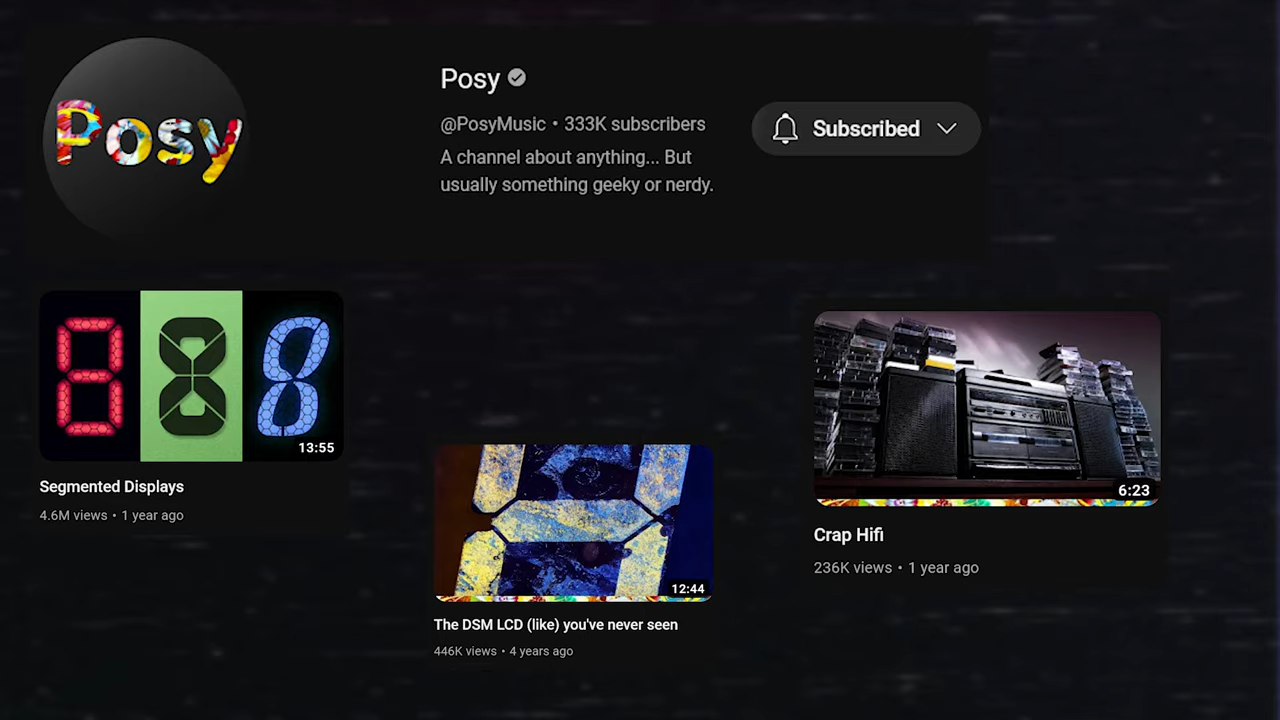 Posy
Posy
@PosyMusic • 333K subscribers
A channel about anything... But
usually something geeky or nerdy.
Subscribed
13:55
Segmented Displays
4.6M views • 1 year ago
12:44
The DSM LCD (like) you've never seen
446K views • 4 years ago
6:23
Crap Hifi
236K views • 1 year ago